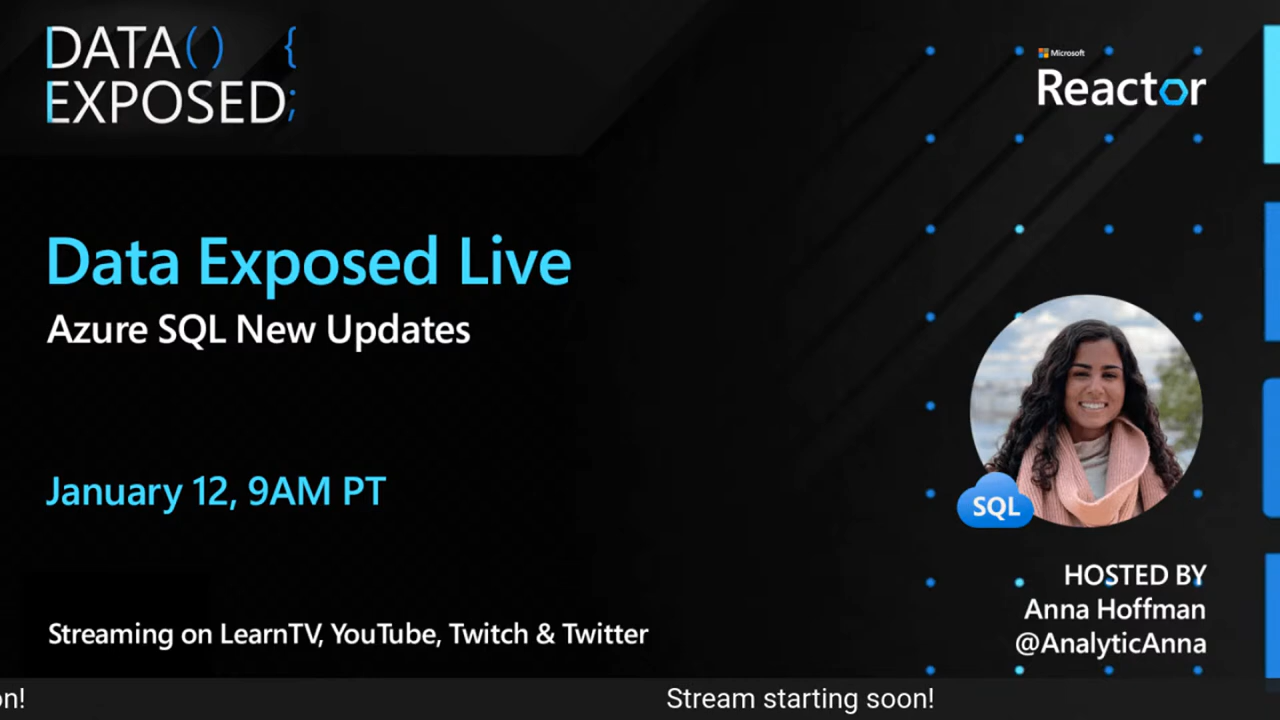 DATA() {
EXPOSED;
Microsoft
Reactor
Data Exposed Live
Azure SQL New Updates
January 12, 9AM PT
SQL
HOSTED BY
Anna Hoffman
@AnalyticAnna
Streaming on LearnTV, YouTube, Twitch & Twitter
on! Stream starting soon!